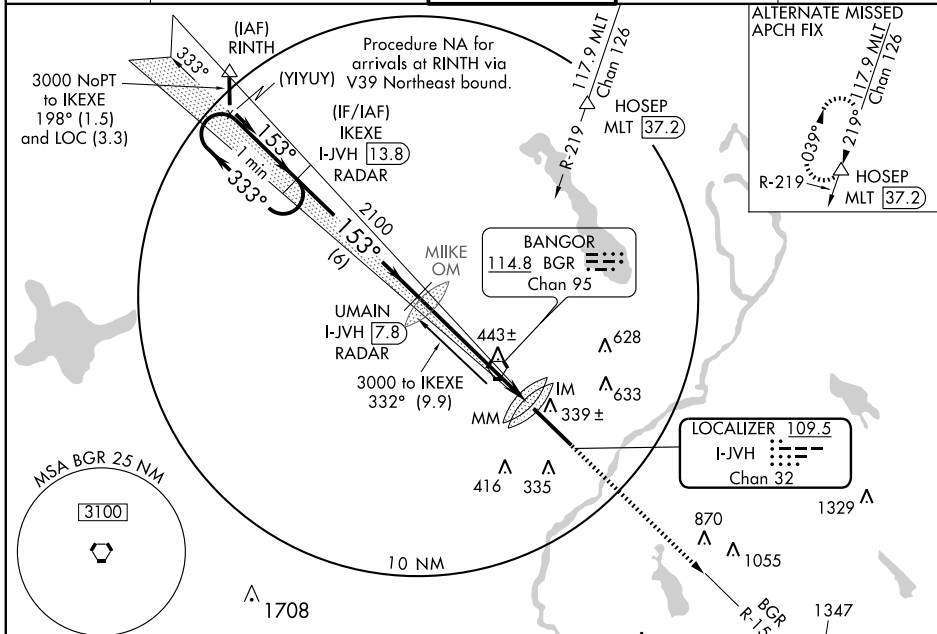 (IAF)
RINTH
333°
3000 NoPT
to IKEXE
198° (1.5)
and LOC (3.3)
(YIYUY)
Procedure NA for
arrivals at RINTH via
V39 Northeast bound.
(IF/IAF)
IKEXE
I-JVH 13.8
RADAR
153°
1 min
333°
117.9 MLT
Chan 126
HOSEP
MLT 37.2
R-219
ALTERNATE MISSED
APCH FIX
117.9 MLT
Chan 126
039°
219°
R-219
HOSEP
MLT 37.2
2100
153°
(6)
MIIKE
OM
BANGOR
114.8 BGR
Chan 95
UMAIN
I-JVH 7.8
RADAR
443±
628
3000 to IKEXE
332° (9.9)
IM
633
MM
339±
LOCALIZER 109.5
I-JVH
Chan 32
416
335
MSA BGR 25 NM
3100
1329
870
1055
10 NM
1708
BGR
1347